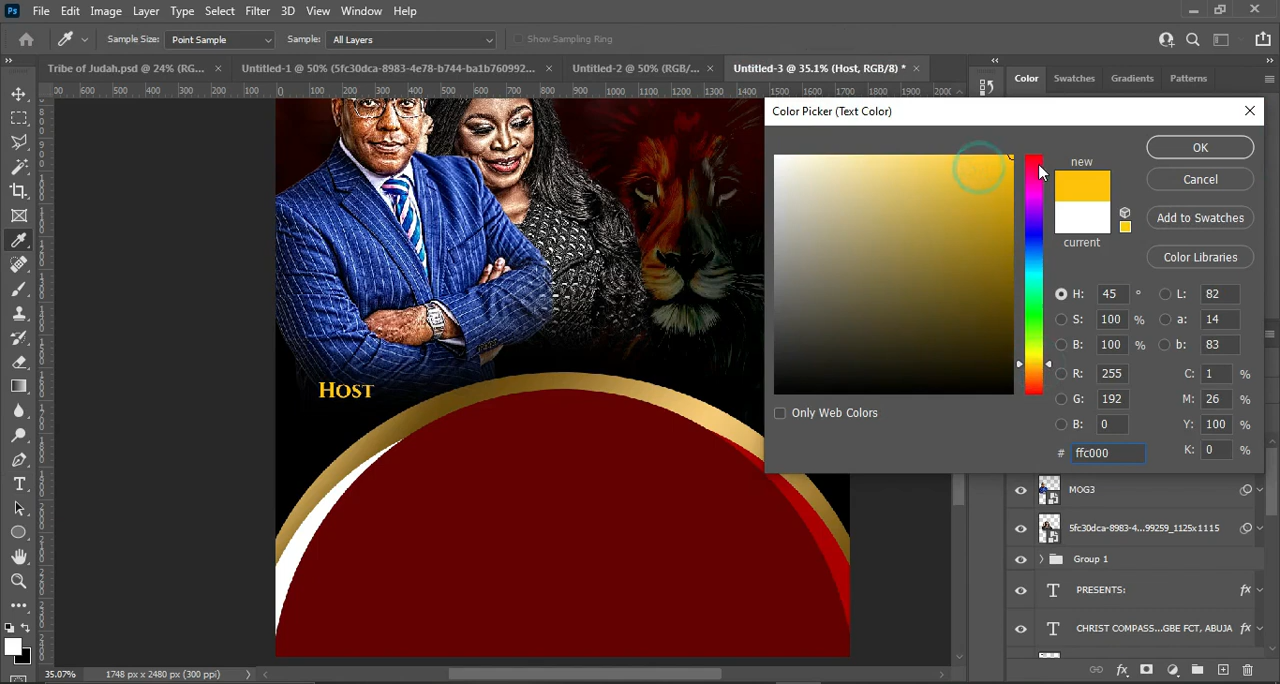 Ps File Edit Image Layer Type Select Filter 3D View Window Help
Sample Size: Point Sample Sample: All Layers Show Sampling Ring
Tribe of Judah.psd @ 24% (RG... × Untitled-1 @ 50% (5fc30dca-8983-4e78-b744-ba1b760992... × Untitled-2 @ 50% (RGB/... × Untitled-3 @ 35.1% (Host, RGB/8) * ×
Color Swatches Gradients Patterns
Color Picker (Text Color)
new
OK
Cancel
Add to Swatches
current
Color Libraries
H: 45 ° L: 82
S: 100 % a: 14
B: 100 % b: 83
R: 255 C: 1 %
G: 192 M: 26 %
B: 0 Y: 100 %
# ffc000 K: 0 %
Only Web Colors
Host
MOG3
5fc30dca-8983-4...99259_1125x1115
Group 1
T PRESENTS: fx
T CHRIST COMPASS...GBE FCT, ABUJA fx
35.07% 1748 px x 2480 px (300 ppi)